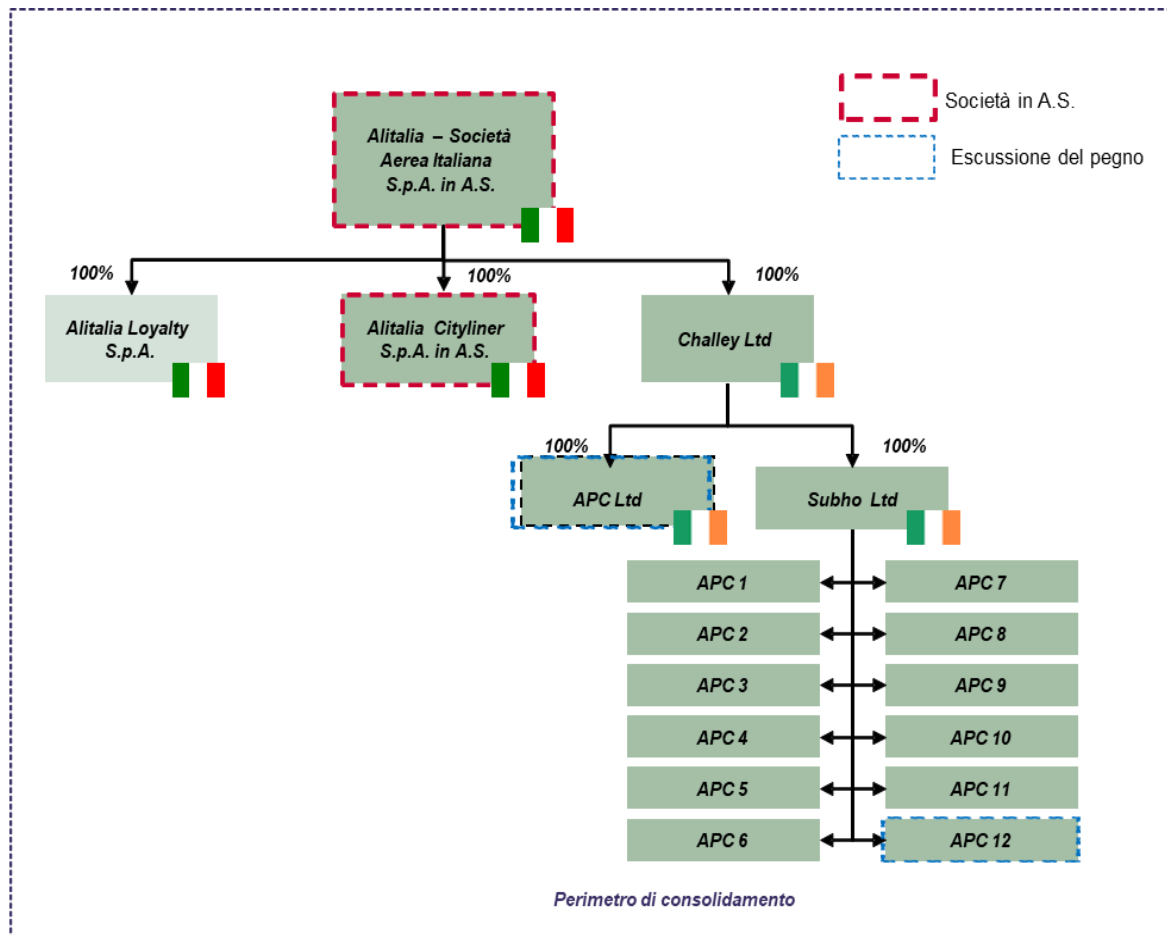 Società in A.S.
Escussione del pegno
Alitalia – Società
Aerea Italiana
S.p.A. in A.S.
100%
100%
100%
Alitalia Loyalty
S.p.A.
Alitalia Cityliner
S.p.A. in A.S.
Challey Ltd
100%
100%
APC Ltd
Subho Ltd
APC 1
APC 7
APC 2
APC 8
APC 3
APC 9
APC 4
APC 10
APC 5
APC 11
APC 6
APC 12
Perimetro di consolidamento